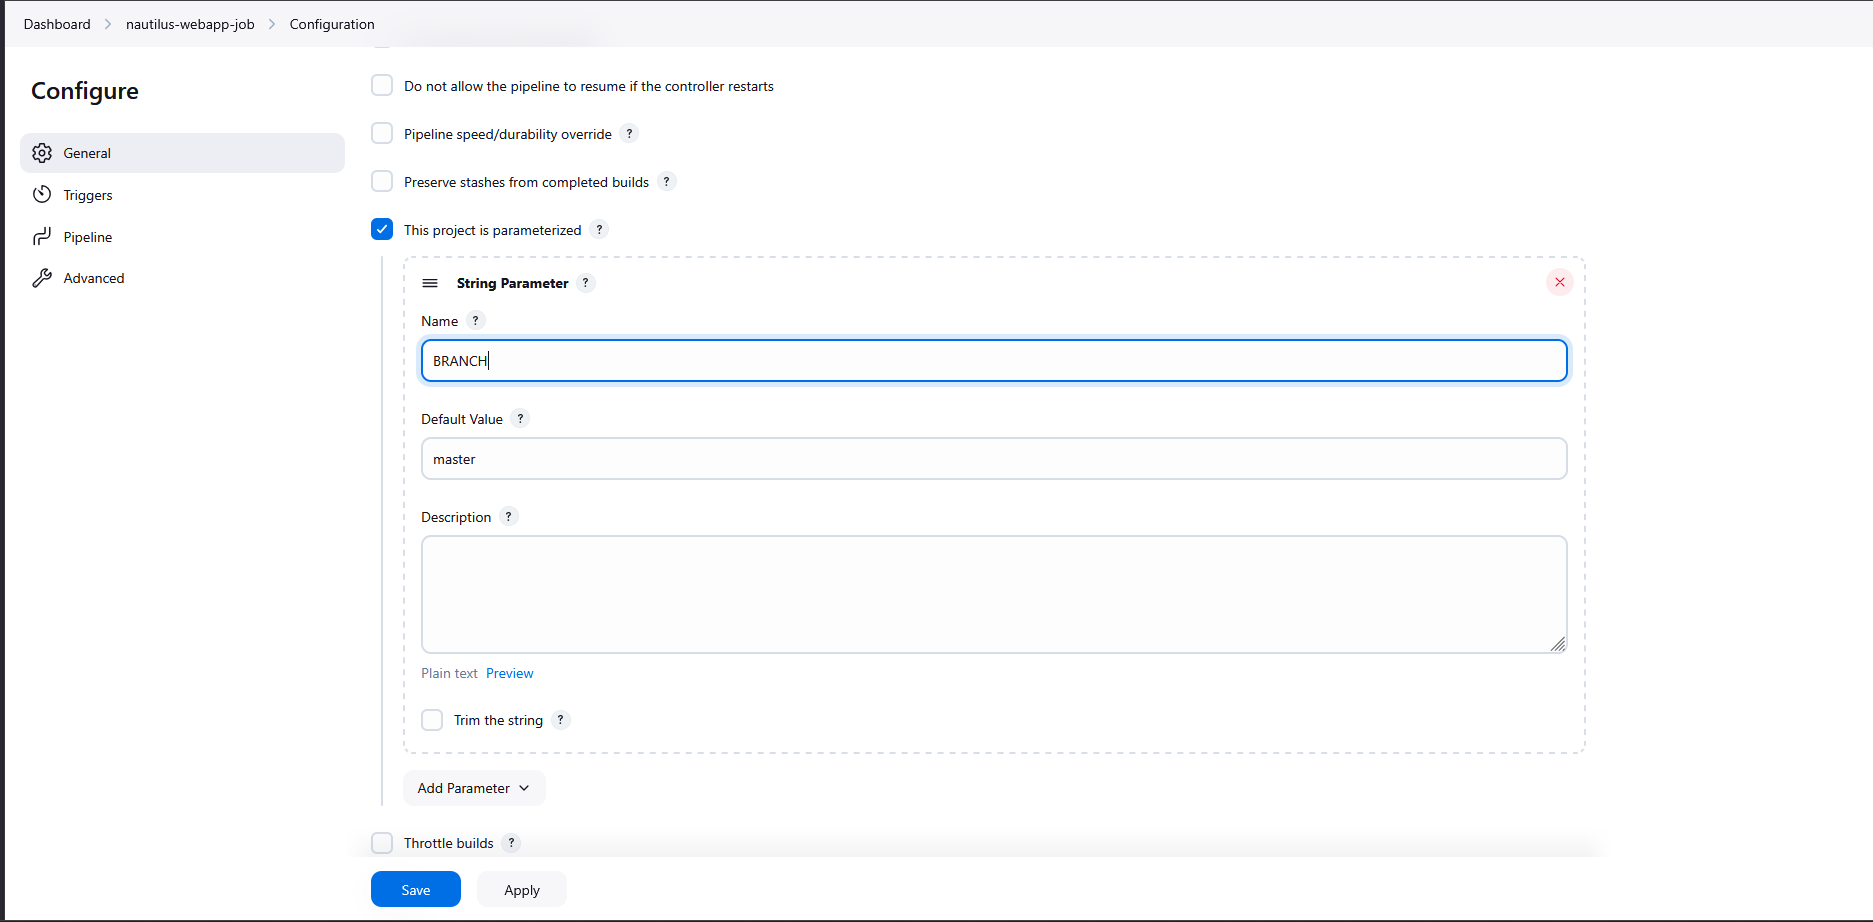 Dashboard > nautilus-webapp-job > Configuration
Configure
General
Triggers
Pipeline
Advanced
Do not allow the pipeline to resume if the controller restarts
Pipeline speed/durability override ?
Preserve stashes from completed builds ?
This project is parameterized ?
String Parameter ?
Name ?
BRANCH
Default Value ?
master
Description ?
Plain text Preview
Trim the string ?
Add Parameter
Throttle builds ?
Save Apply